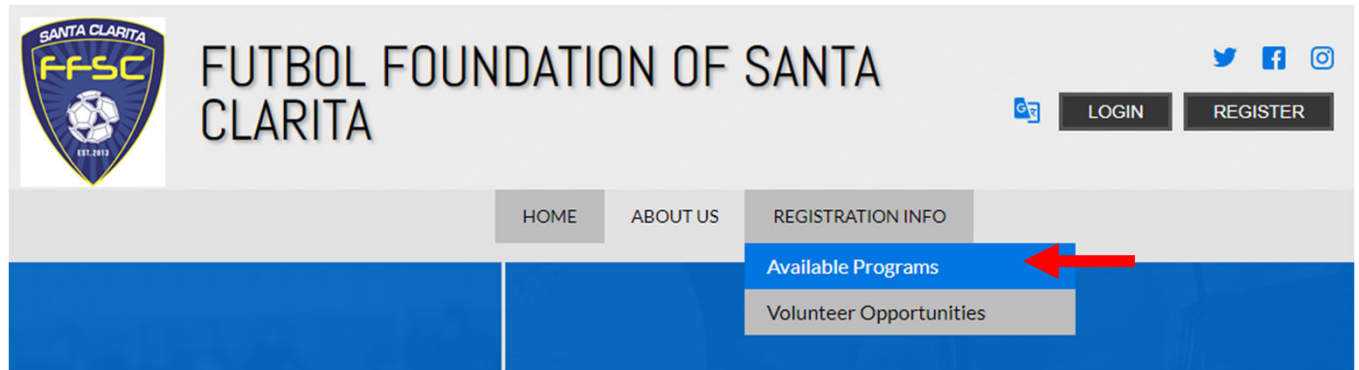 SANTA CLARITA
FFSC
EST. 2013
FUTBOL FOUNDATION OF SANTA
CLARITA
LOGIN
REGISTER
HOME
ABOUT US
REGISTRATION INFO
Available Programs
Volunteer Opportunities